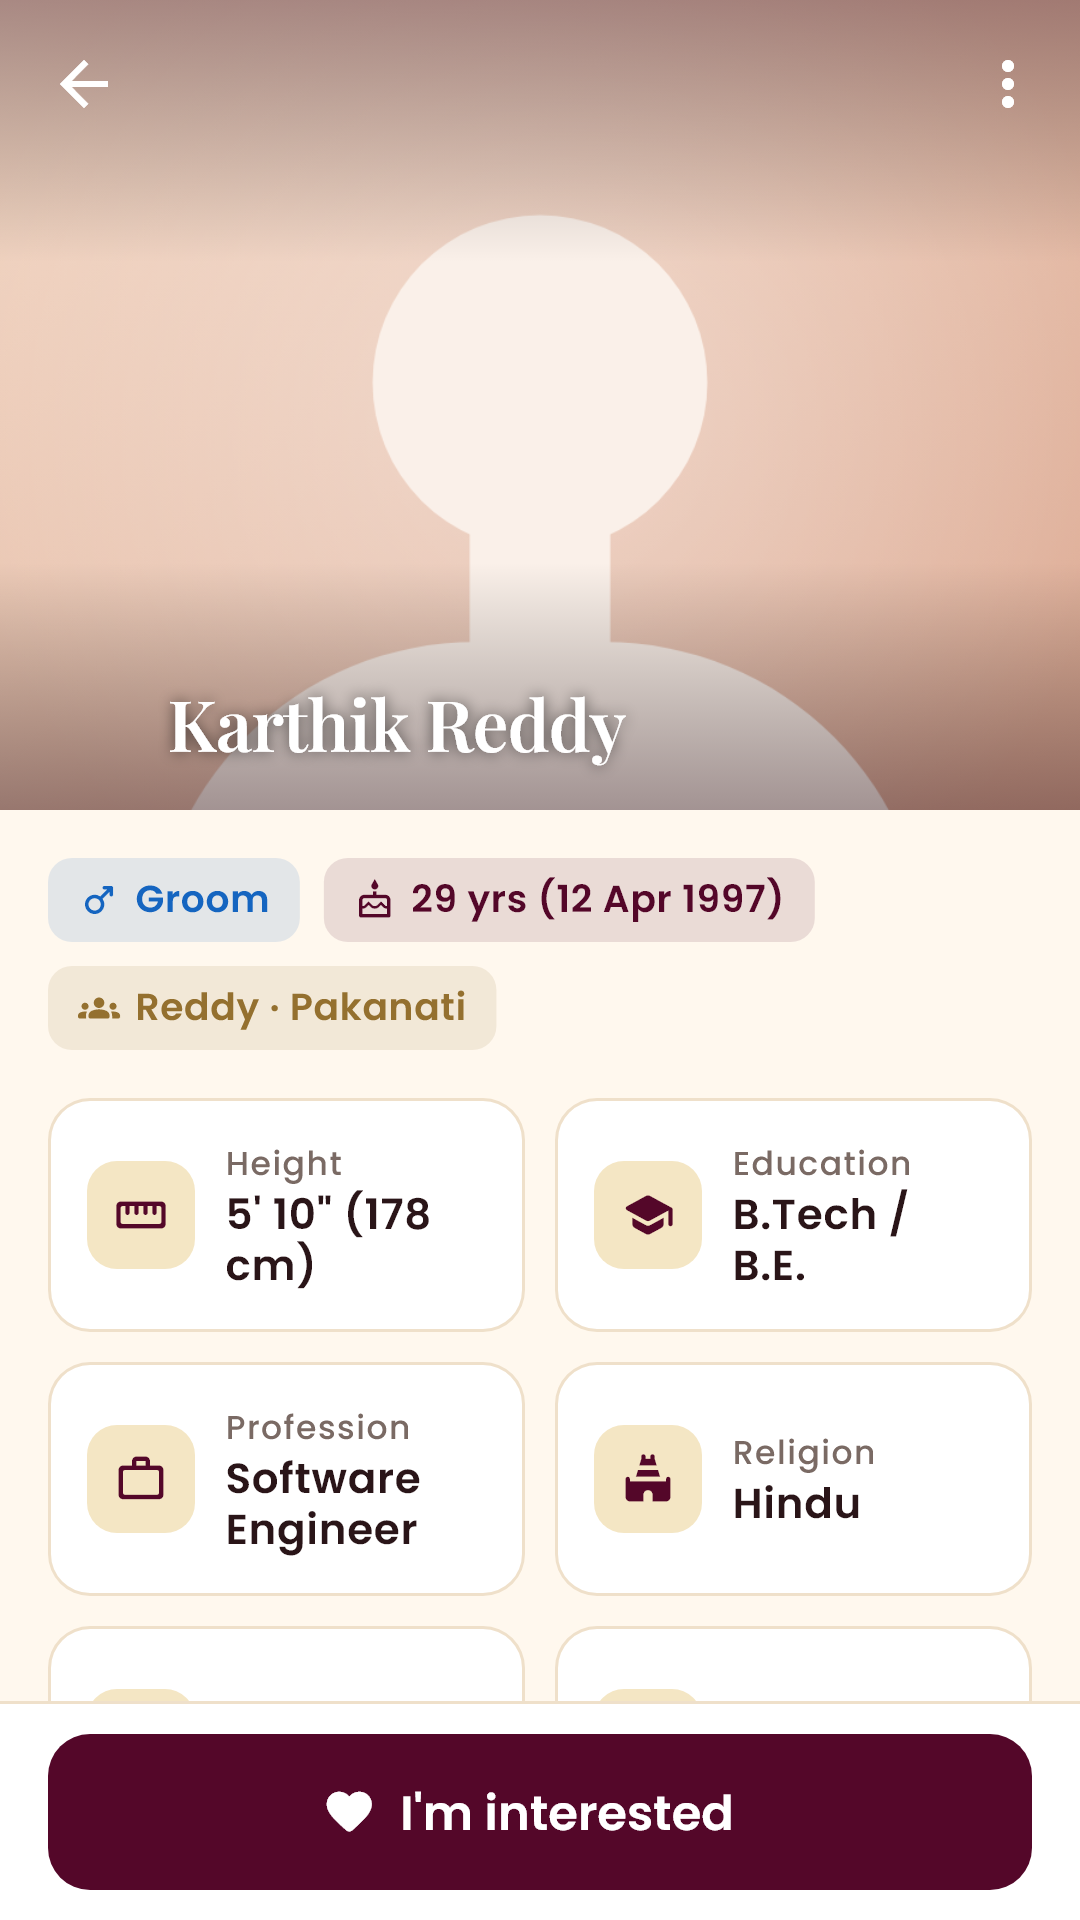 Karthik Reddy
Groom
29 yrs (12 Apr 1997)
Reddy · Pakanati
Height
5' 10" (178
cm)
Education
B.Tech /
B.E.
Profession
Software
Engineer
Religion
Hindu
I'm interested